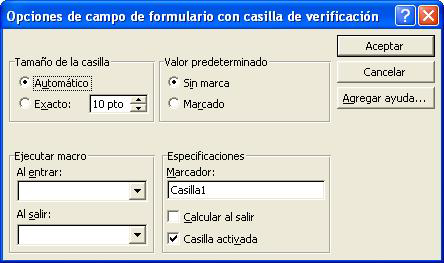 Opciones de campo de formulario con casilla de verificación
Tamaño de la casilla
Automático
Exacto: 10 pto
Valor predeterminado
Sin marca
Marcado
Aceptar
Cancelar
Agregar ayuda...
Ejecutar macro
Al entrar:
Al salir:
Especificaciones
Marcador:
Casilla1
Calcular al salir
Casilla activada